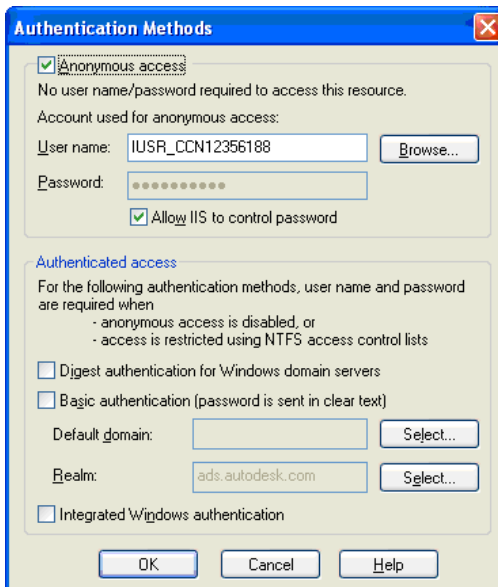 Authentication Methods
Anonymous access
No user name/password required to access this resource.
Account used for anonymous access:
User name: IUSR_CCN12356188 Browse...
Password: ●●●●●●●●●●
Allow IIS to control password
Authenticated access
For the following authentication methods, user name and password
are required when
- anonymous access is disabled, or
- access is restricted using NTFS access control lists
Digest authentication for Windows domain servers
Basic authentication (password is sent in clear text)
Default domain: Select...
Realm: ads.autodesk.com Select...
Integrated Windows authentication
OK Cancel Help